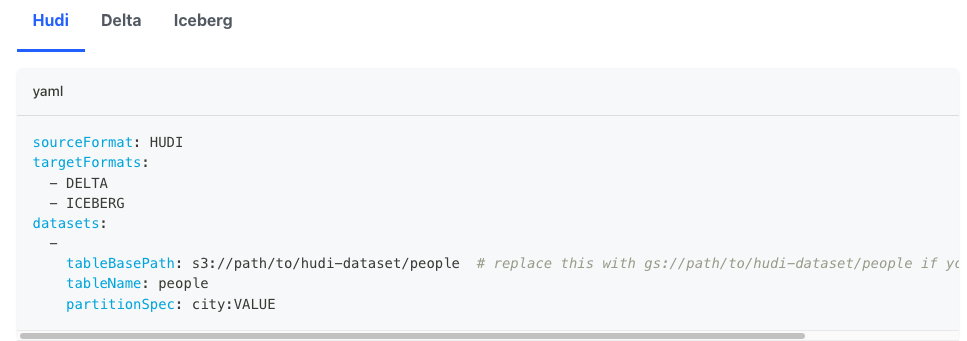 Hudi Delta Iceberg
yaml
sourceFormat: HUDI
targetFormats:
  - DELTA
  - ICEBERG
datasets:
  -
    tableBasePath: s3://path/to/hudi-dataset/people  # replace this with gs://path/to/hudi-dataset/people if
    tableName: people
    partitionSpec: city:VALUE